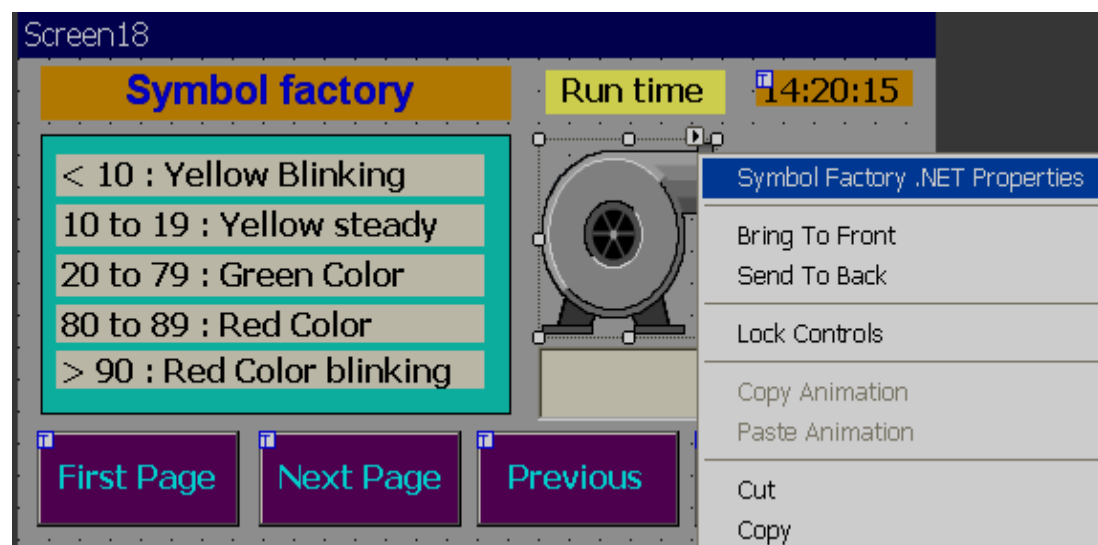 Screen18
Symbol factory
Run time
T
14:20:15
< 10 : Yellow Blinking
10 to 19 : Yellow steady
20 to 79 : Green Color
80 to 89 : Red Color
> 90 : Red Color blinking
Symbol Factory .NET Properties
Bring To Front
Send To Back
Lock Controls
Copy Animation
Paste Animation
Cut
Copy
T
First Page
T
Next Page
T
Previous